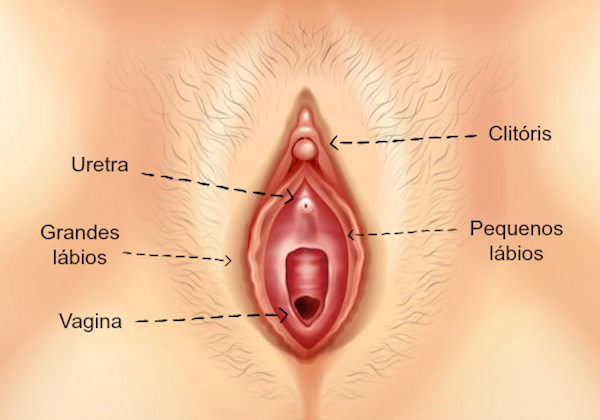 Clitóris
Uretra
Grandes
lábios
Pequenos
lábios
Vagina